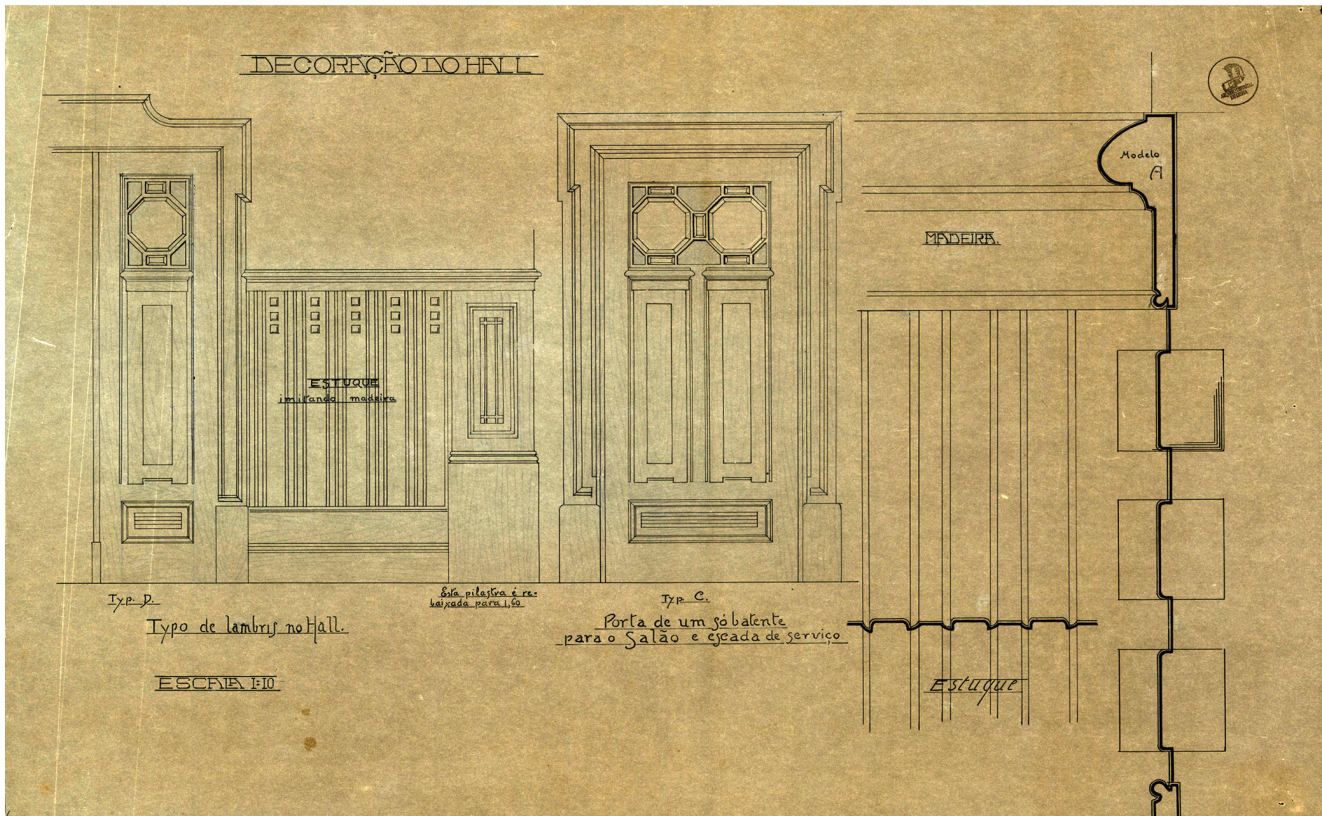 DECORAÇÃO DO HALL
Modelo
A
MADEIRA.
ESTUQUE
imitando madeira
Typ. D.
Esta pilastra é re-
baixada para 1,60
Typ. C.
Typo de lambris no Hall.
Porta de um só batente
para o Salão e escada de serviço
ESCALA 1:10
Estuque